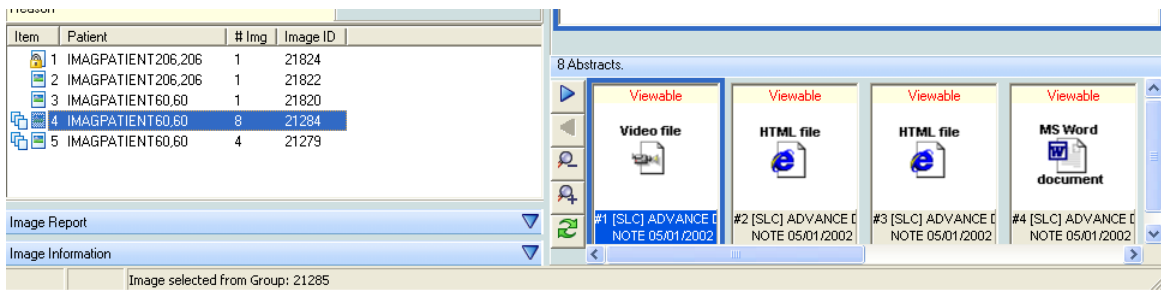 Reason
Item Patient # Img Image ID
1 IMAGPATIENT206,206 1 21824
2 IMAGPATIENT206,206 1 21822
3 IMAGPATIENT60,60 1 21820
4 IMAGPATIENT60,60 8 21284
5 IMAGPATIENT60,60 4 21279
Image Report
Image Information
Image selected from Group: 21285
8 Abstracts.
Viewable
Video file
#1 [SLC] ADVANCE D
NOTE 05/01/2002
Viewable
HTML file
#2 [SLC] ADVANCE D
NOTE 05/01/2002
Viewable
HTML file
#3 [SLC] ADVANCE D
NOTE 05/01/2002
Viewable
MS Word
W
document
#4 [SLC] ADVANCE D
NOTE 05/01/2002